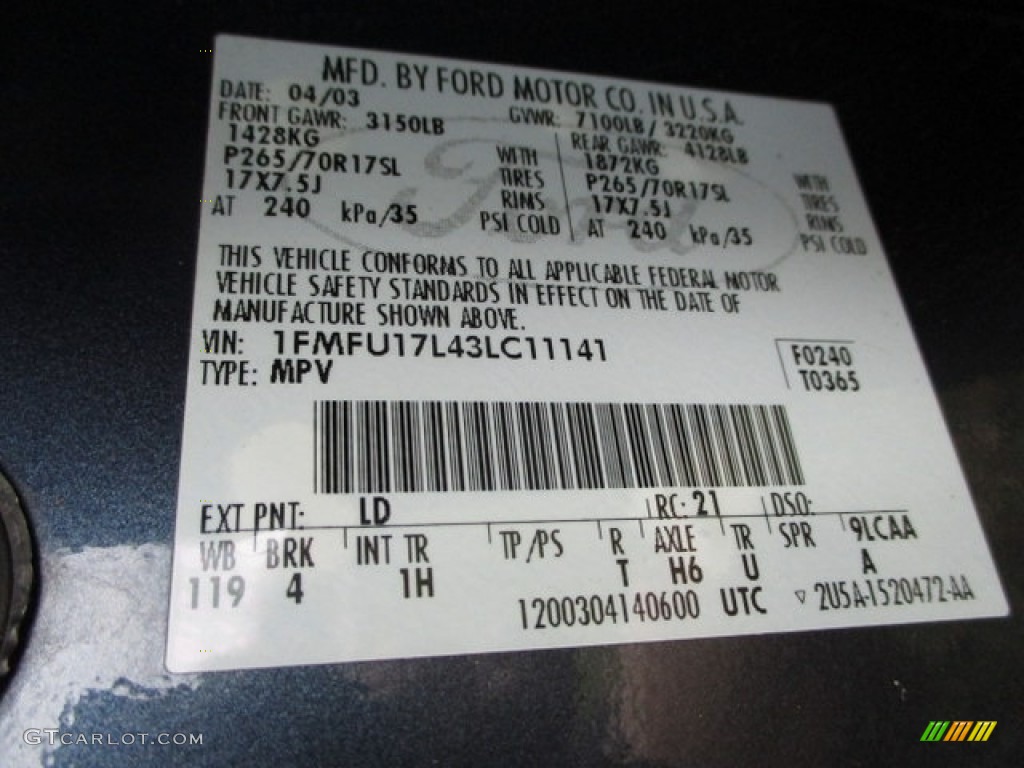 MFD. BY FORD MOTOR CO. IN U.S.A.
DATE: 04/03 GVWR: 7100LB / 3220KG
FRONT GAWR: 3150LB REAR GAWR: 4128LB
1428KG WITH 1872KG WITH
P265/70R17SL TIRES P265/70R17SL TIRES
17X7.5J RIMS 17X7.5J RIMS
AT 240 kPa/35 PSI COLD AT 240 kPa/35 PSI COLD
Ford
THIS VEHICLE CONFORMS TO ALL APPLICABLE FEDERAL MOTOR
VEHICLE SAFETY STANDARDS IN EFFECT ON THE DATE OF
MANUFACTURE SHOWN ABOVE.
VIN: 1FMFU17L43LC11141 F0240
TYPE: MPV T0365
EXT PNT: LD RC: 21 DSO:
WB BRK INT TR TP/PS R AXLE TR SPR 9LCAA
119 4 1H T H6 U A
1200304140600 UTC ▽ 2U5A-1520472-AA
GTCARLOT.COM